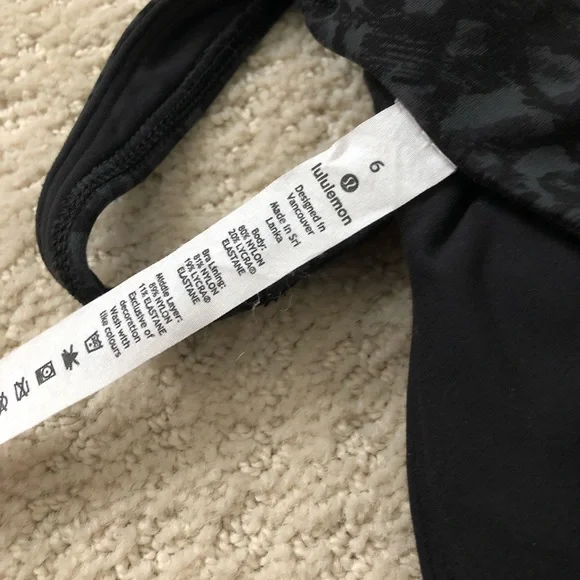 6
lululemon
Designed in
Vancouver
Made in Sri
Lanka
Body:
80% NYLON
20% LYCRA®
ELASTANE
Bra Lining:
81% NYLON
19% LYCRA®
ELASTANE
Middle Layer:
89% NYLON
11% ELASTANE
Exclusive of
decoration
Wash with
like colours